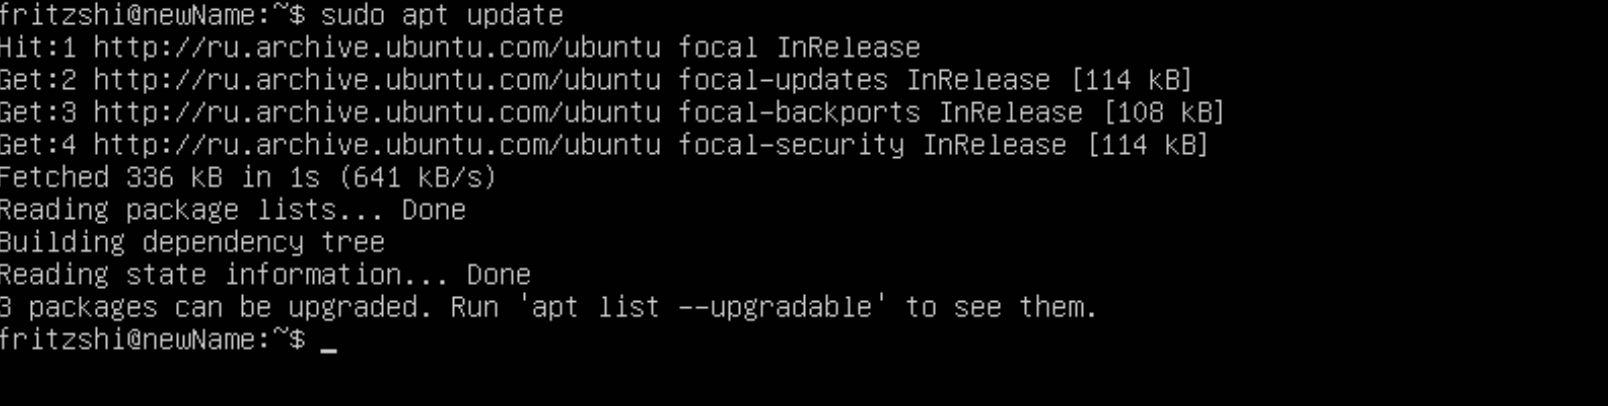 fritzshi@newName:~$ sudo apt update
Hit:1 http://ru.archive.ubuntu.com/ubuntu focal InRelease
Get:2 http://ru.archive.ubuntu.com/ubuntu focal-updates InRelease [114 kB]
Get:3 http://ru.archive.ubuntu.com/ubuntu focal-backports InRelease [108 kB]
Get:4 http://ru.archive.ubuntu.com/ubuntu focal-security InRelease [114 kB]
Fetched 336 kB in 1s (641 kB/s)
Reading package lists... Done
Building dependency tree
Reading state information... Done
3 packages can be upgraded. Run 'apt list --upgradable' to see them.
fritzshi@newName:~$ _